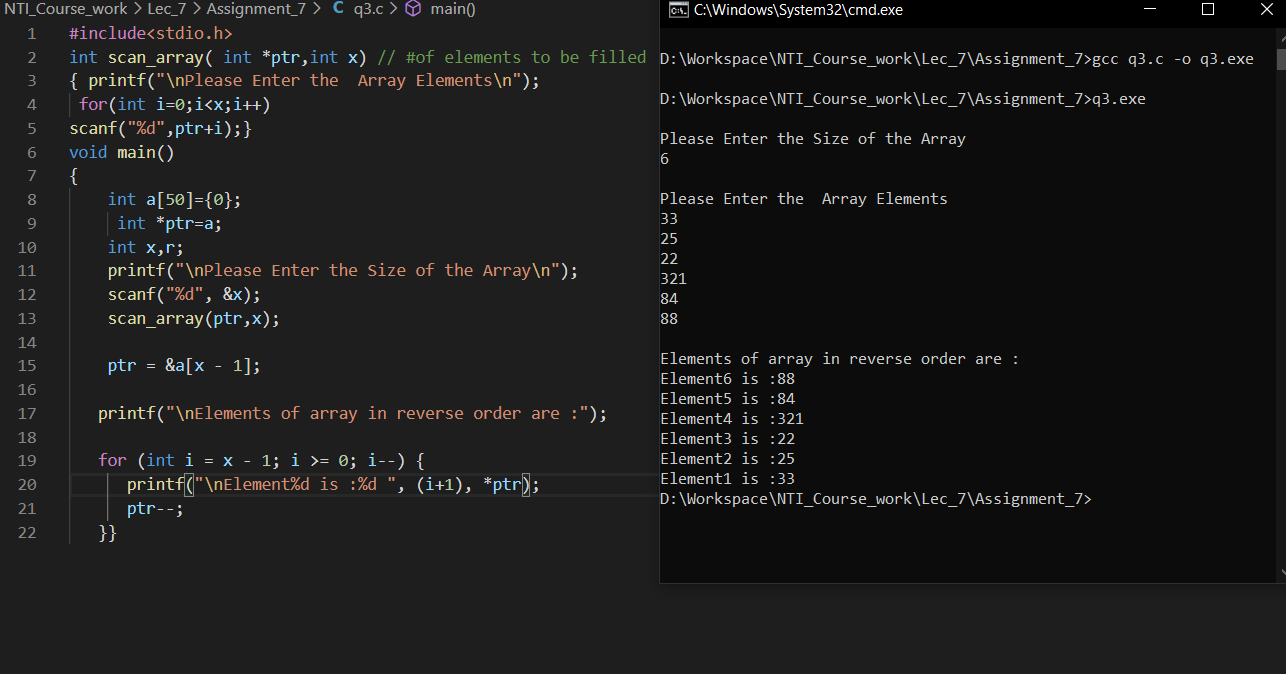 NTI_Course_work > Lec_7 > Assignment_7 > C q3.c > main()
1 #include<stdio.h>
2 int scan_array( int *ptr,int x) // #of elements to be filled
3 { printf("\nPlease Enter the  Array Elements\n");
4 for(int i=0;i<x;i++)
5 scanf("%d",ptr+i);}
6 void main()
7 {
8 int a[50]={0};
9 int *ptr=a;
10 int x,r;
11 printf("\nPlease Enter the Size of the Array\n");
12 scanf("%d", &x);
13 scan_array(ptr,x);
14
15 ptr = &a[x - 1];
16
17 printf("\nElements of array in reverse order are :");
18
19 for (int i = x - 1; i >= 0; i--) {
20 printf("\nElement%d is :%d ", (i+1), *ptr);
21 ptr--;
22 }}
C:\Windows\System32\cmd.exe
D:\Workspace\NTI_Course_work\Lec_7\Assignment_7>gcc q3.c -o q3.exe
D:\Workspace\NTI_Course_work\Lec_7\Assignment_7>q3.exe
Please Enter the Size of the Array
6
Please Enter the  Array Elements
33
25
22
321
84
88
Elements of array in reverse order are :
Element6 is :88
Element5 is :84
Element4 is :321
Element3 is :22
Element2 is :25
Element1 is :33
D:\Workspace\NTI_Course_work\Lec_7\Assignment_7>